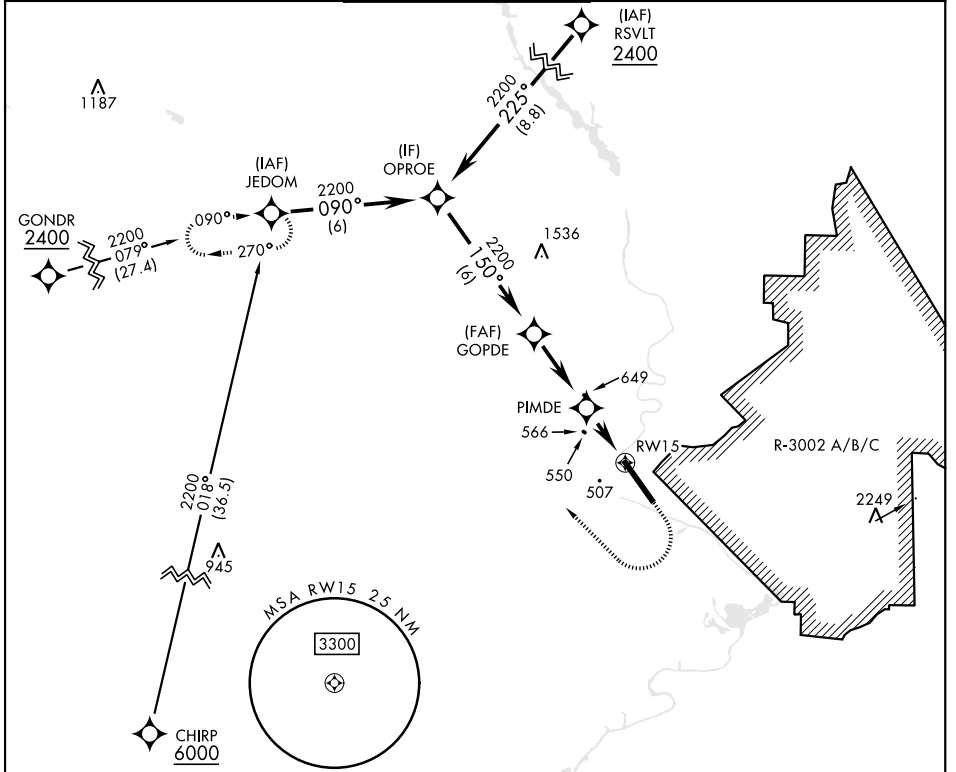 (IAF)
RSVLT
2400
1187
2200
225°
(8.8)
(IF)
OPROE
(IAF)
JEDOM
2200
090°
(6)
GONDR
2400
2200
079°
(27.4)
090°
270°
2200
150°
(6)
1536
(FAF)
GOPDE
649
PIMDE
566
550
RW15
507
R-3002 A/B/C
2249
2200
018°
(36.5)
945
MSA RW15 25 NM
3300
CHIRP
6000